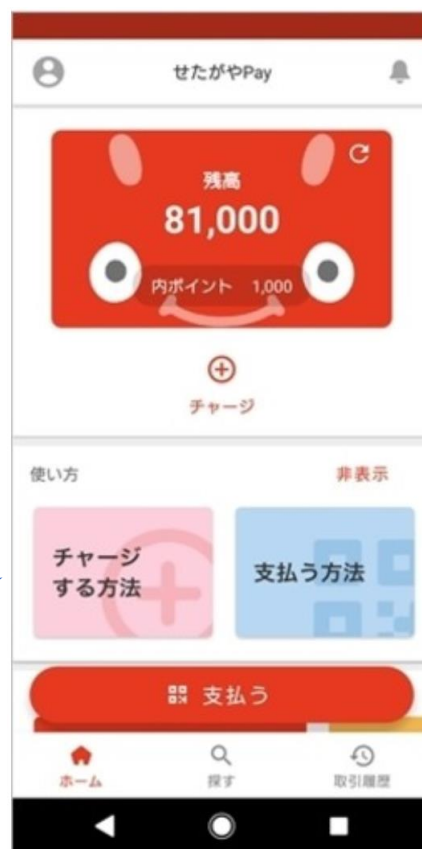 せたがやPay
残高
81,000
内ポイント 1,000
チャージ
使い方 非表示
チャージ
する方法
支払う方法
支払う
ホーム 探す 取引履歴